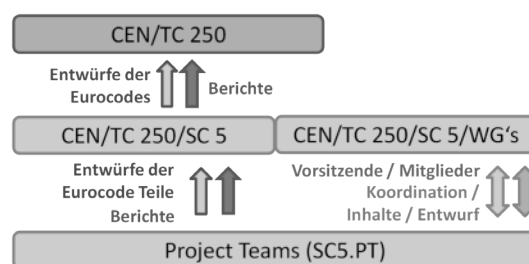 CEN/TC 250
Entwürfe der
Eurocodes
Berichte
CEN/TC 250/SC 5
CEN/TC 250/SC 5/WG‘s
Entwürfe der
Eurocode Teile
Berichte
Vorsitzende / Mitglieder
Koordination /
Inhalte / Entwurf
Project Teams (SC5.PT)